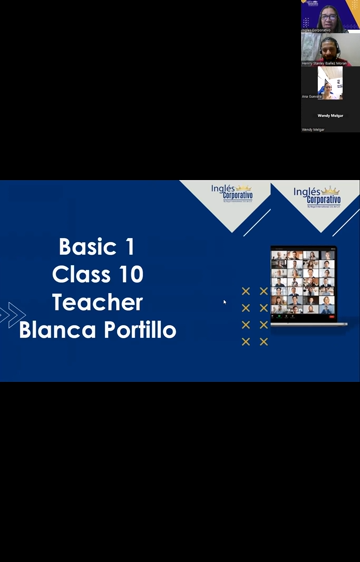 Wendy Melgar
Wendy Melgar
Inglés
Corporativo
Inglés
Corporativo
Basic 1
Class 10
Teacher
Blanca Portillo